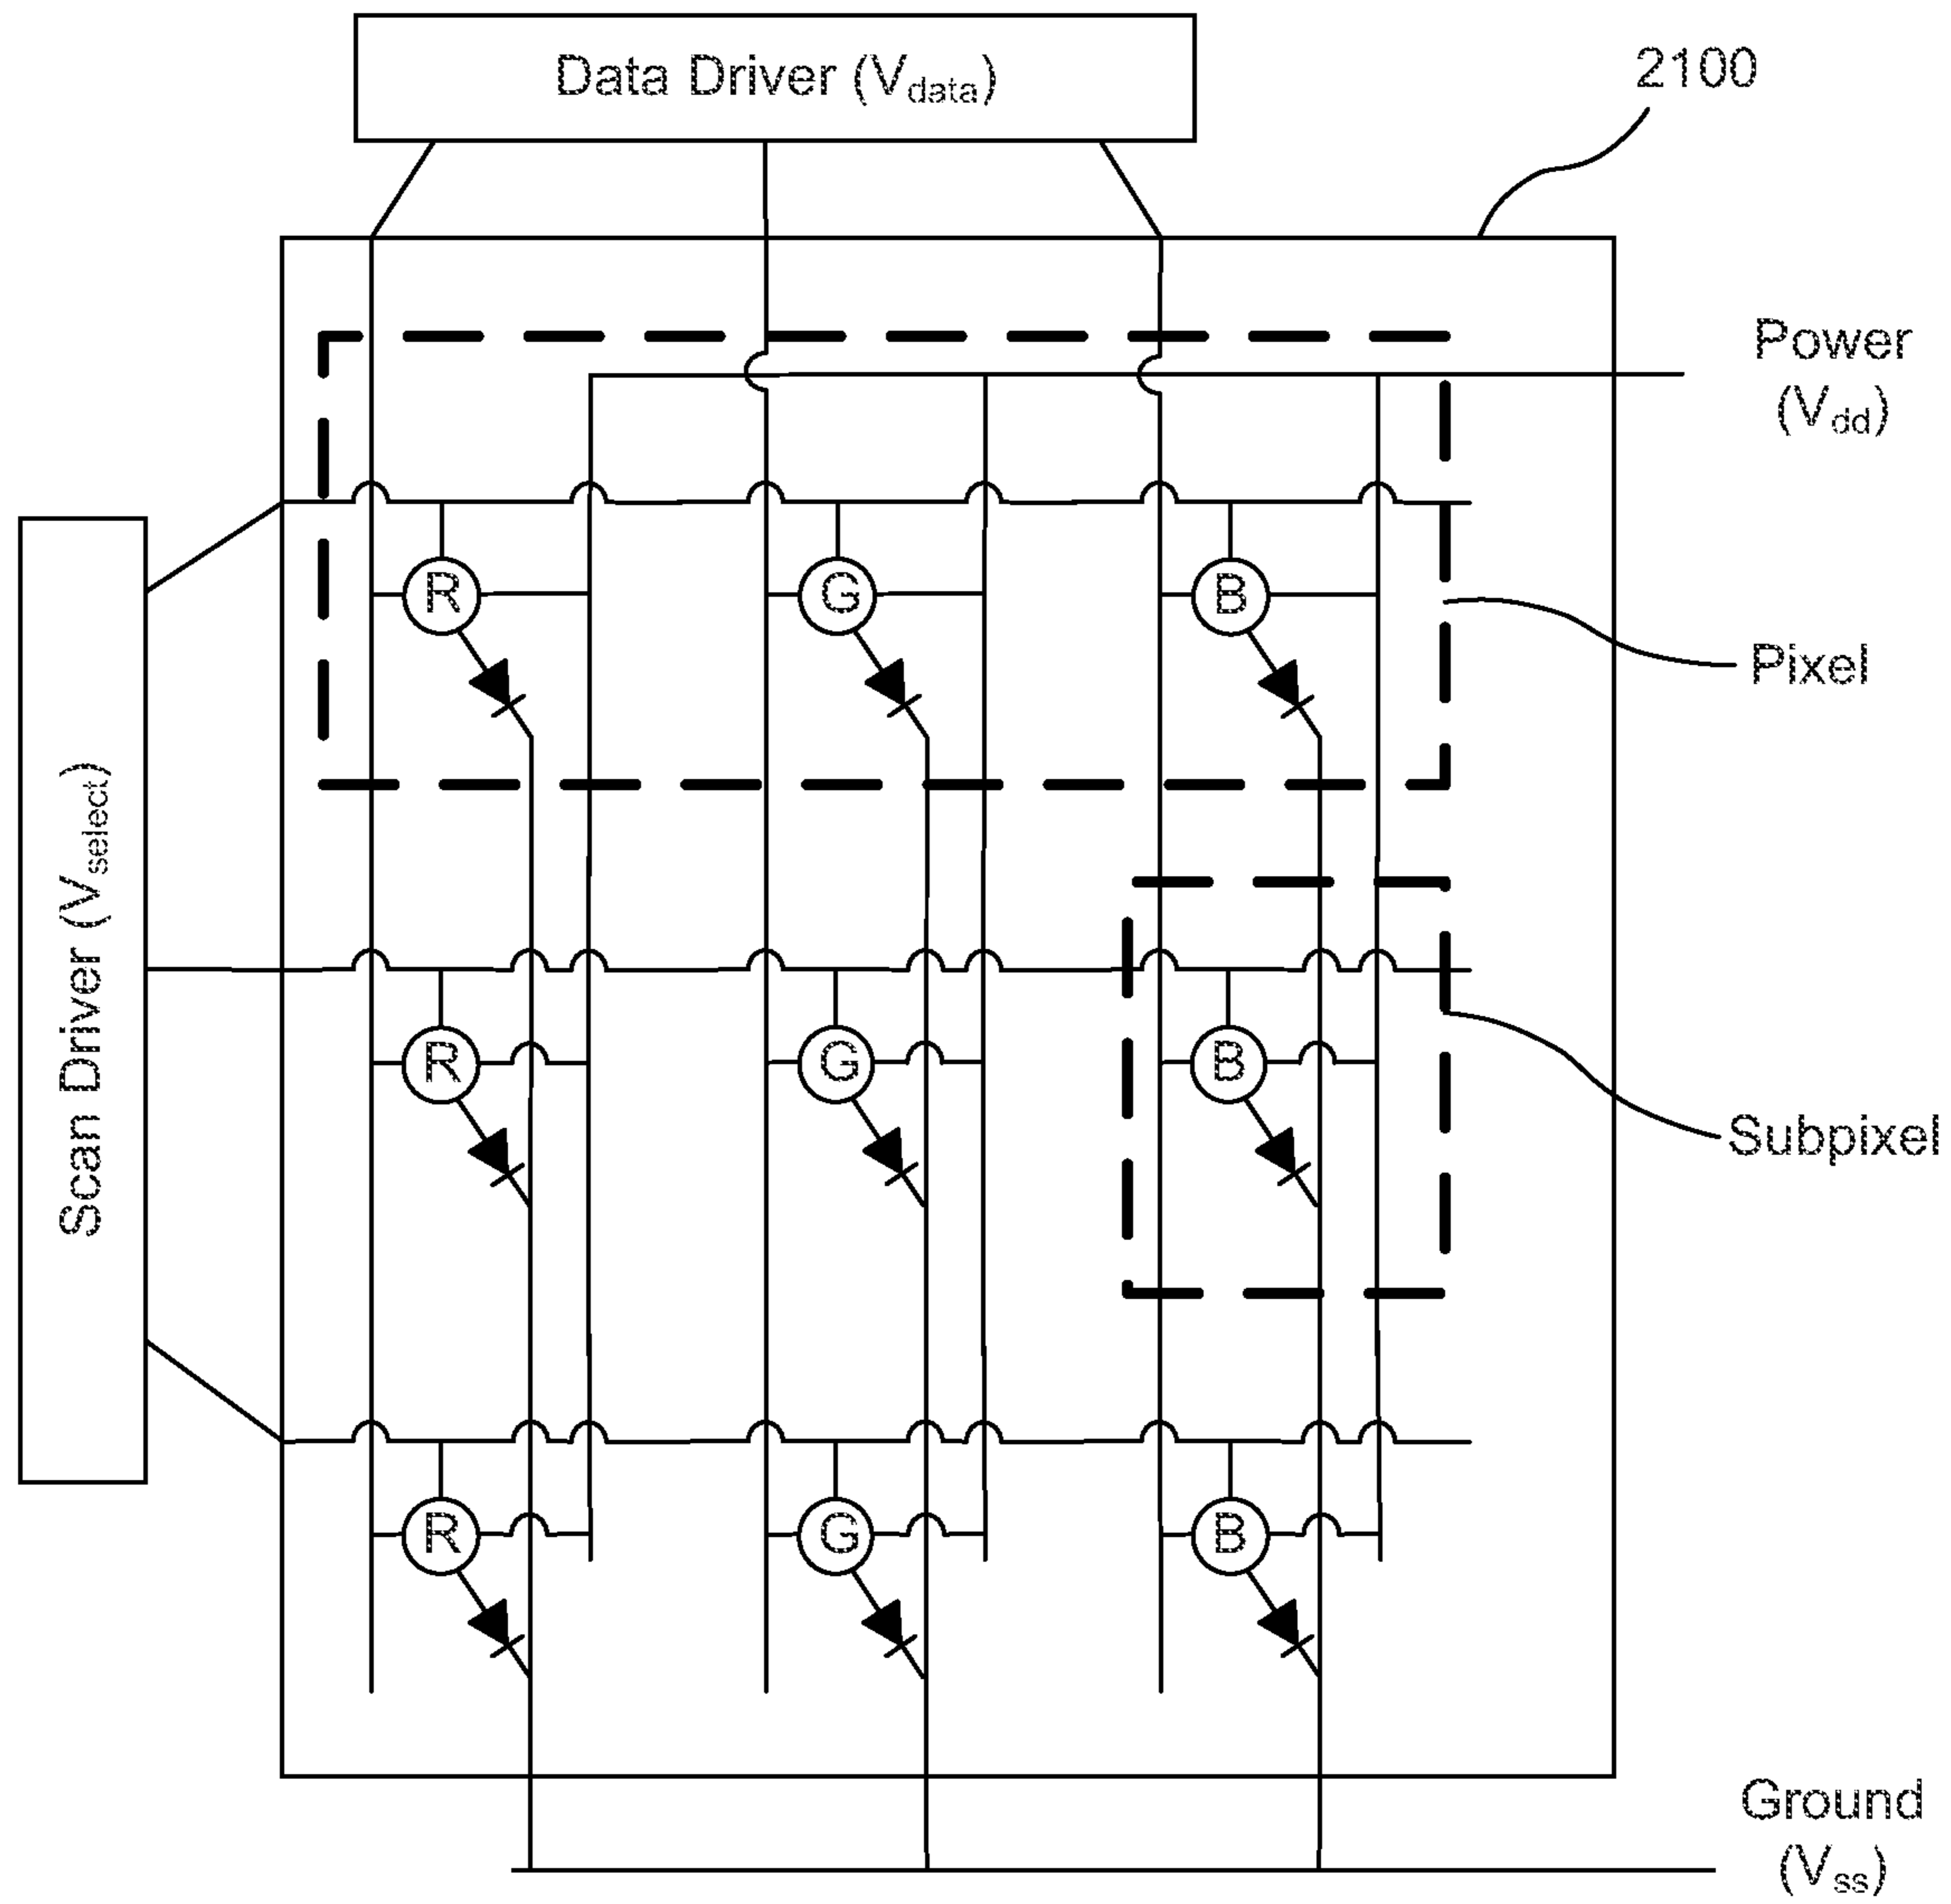 Data Driver (Vdata)
2100
Power
(Vdd)
R G B
Pixel
Scan Driver (Vselect)
R G B
Subpixel
R G B
Ground
(Vss)